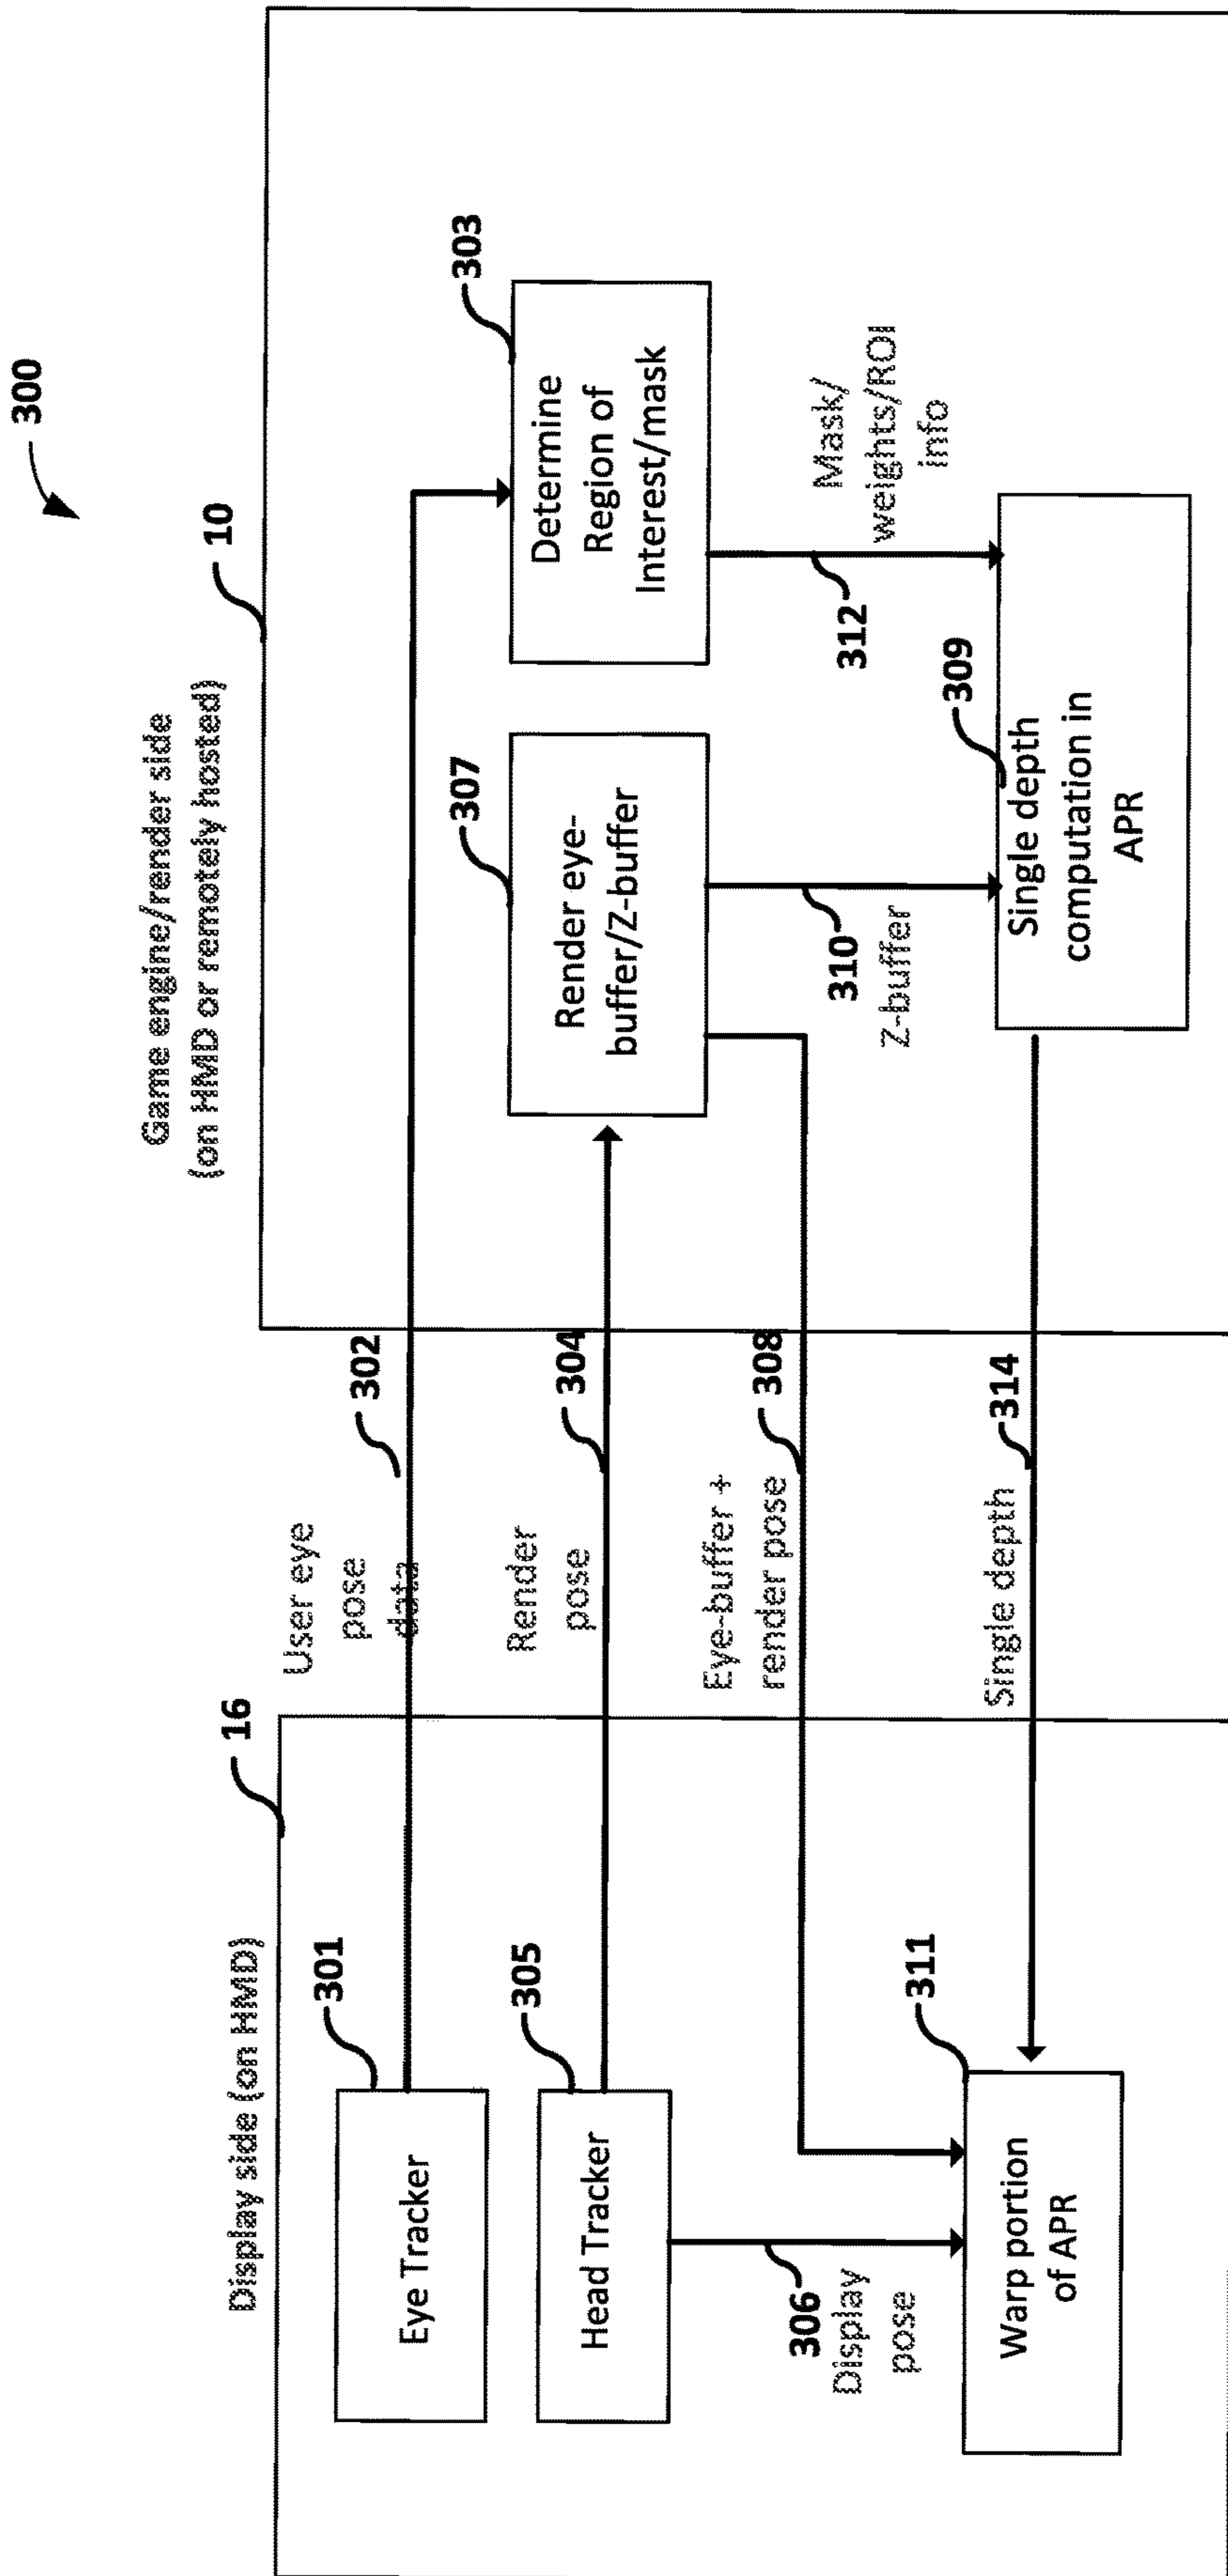 300
Game engine/render side
(on HMD or remotely hosted)
10
Display side (on HMD)
16
301
Eye Tracker
User eye
pose
data
302
303
Determine
Region of
Interest/mask
305
Head Tracker
Render
pose
304
307
Render eye-
buffer/Z-buffer
306
Display
pose
Eye-buffer +
render pose
308
310
Z-buffer
312
Mask/
weights/ROI
info
311
Warp portion
of APR
Single depth
314
309
Single depth
computation in
APR